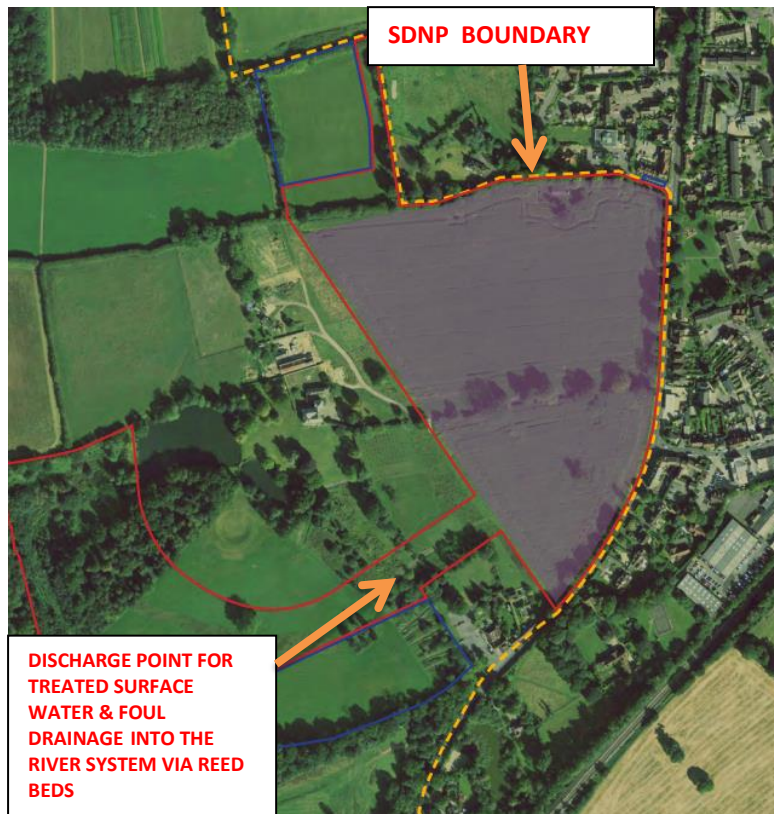 SDNP BOUNDARY
DISCHARGE POINT FOR
TREATED SURFACE
WATER & FOUL
DRAINAGE INTO THE
RIVER SYSTEM VIA REED
BEDS